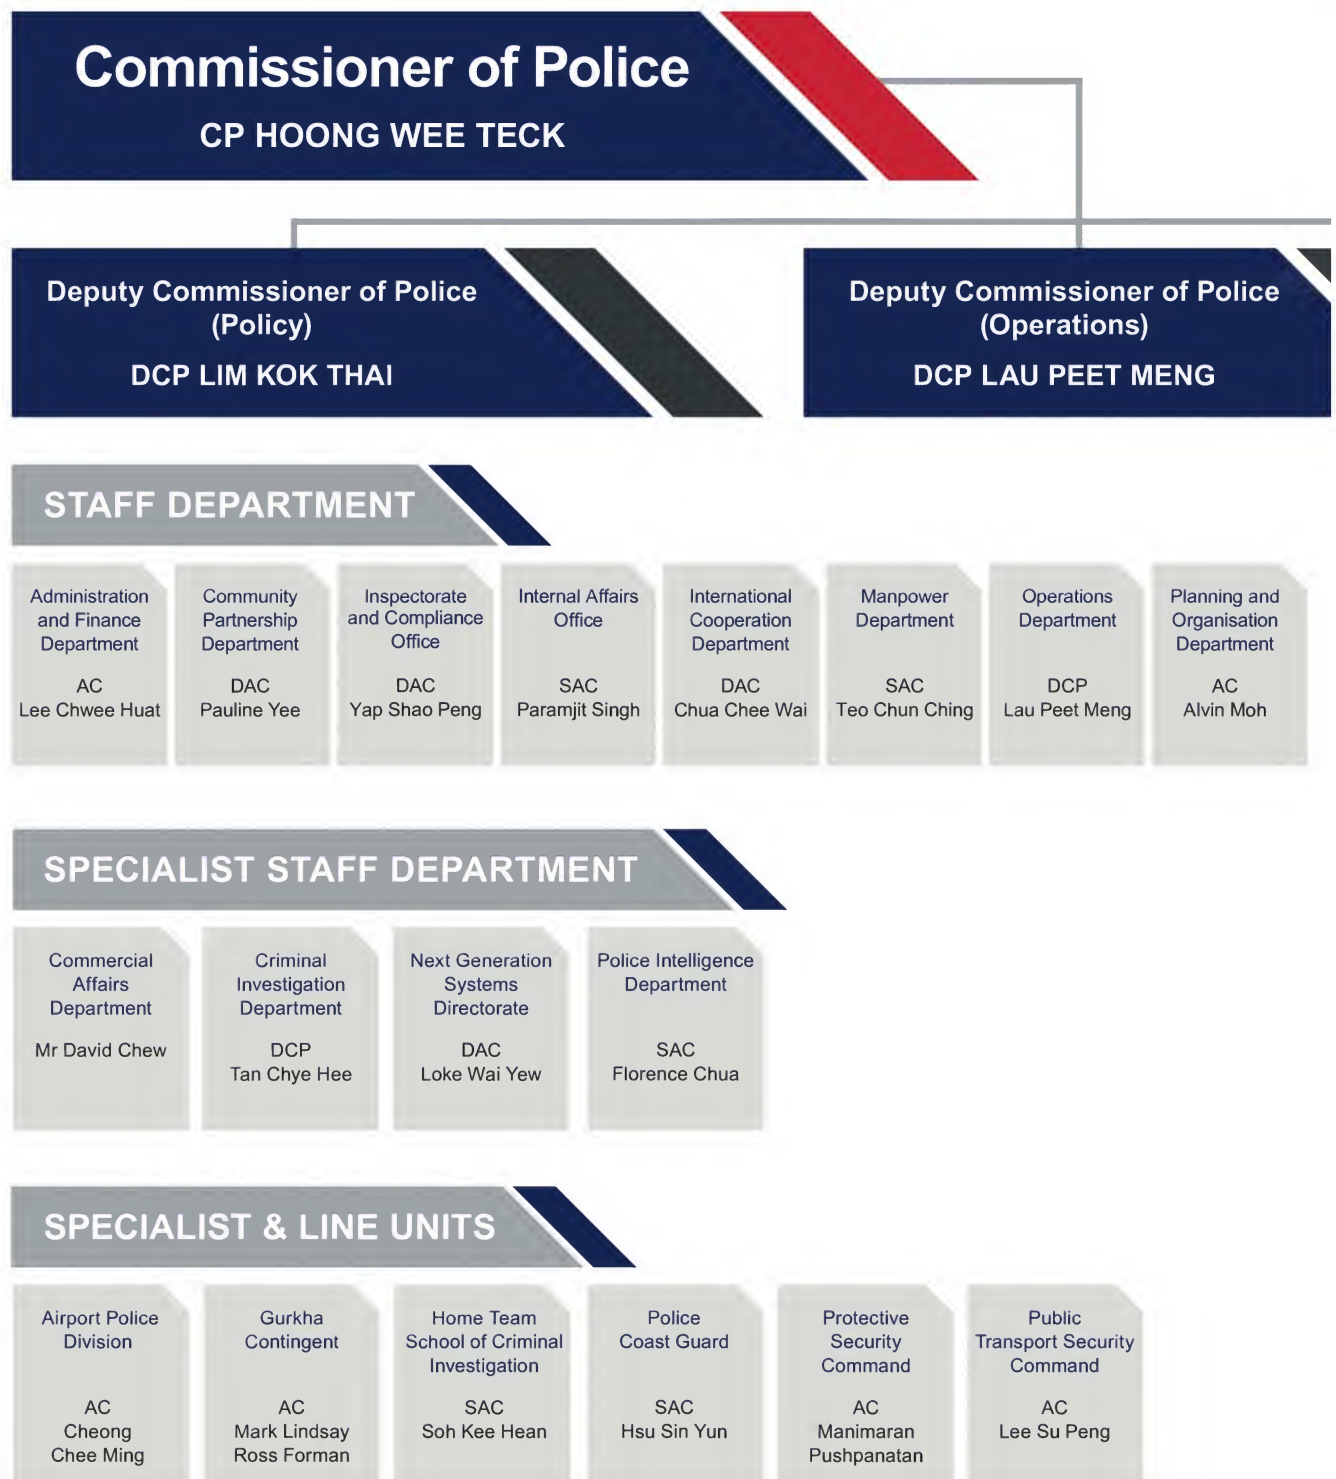 Commissioner of Police
CP HOONG WEE TECK
Deputy Commissioner of Police
(Policy)
DCP LIM KOK THAI
Deputy Commissioner of Police
(Operations)
DCP LAU PEET MENG
STAFF DEPARTMENT
Administration
and Finance
Department
AC
Lee Chwee Huat
Community
Partnership
Department
DAC
Pauline Yee
Inspectorate
and Compliance
Office
DAC
Yap Shao Peng
Internal Affairs
Office
SAC
Paramjit Singh
International
Cooperation
Department
DAC
Chua Chee Wai
Manpower
Department
SAC
Teo Chun Ching
Operations
Department
DCP
Lau Peet Meng
Planning and
Organisation
Department
AC
Alvin Moh
SPECIALIST STAFF DEPARTMENT
Commercial
Affairs
Department
Mr David Chew
Criminal
Investigation
Department
DCP
Tan Chye Hee
Next Generation
Systems
Directorate
DAC
Loke Wai Yew
Police Intelligence
Department
SAC
Florence Chua
SPECIALIST & LINE UNITS
Airport Police
Division
AC
Cheong
Chee Ming
Gurkha
Contingent
AC
Mark Lindsay
Ross Forman
Home Team
School of Criminal
Investigation
SAC
Soh Kee Hean
Police
Coast Guard
SAC
Hsu Sin Yun
Protective
Security
Command
AC
Manimaran
Pushpanatan
Public
Transport Security
Command
AC
Lee Su Peng